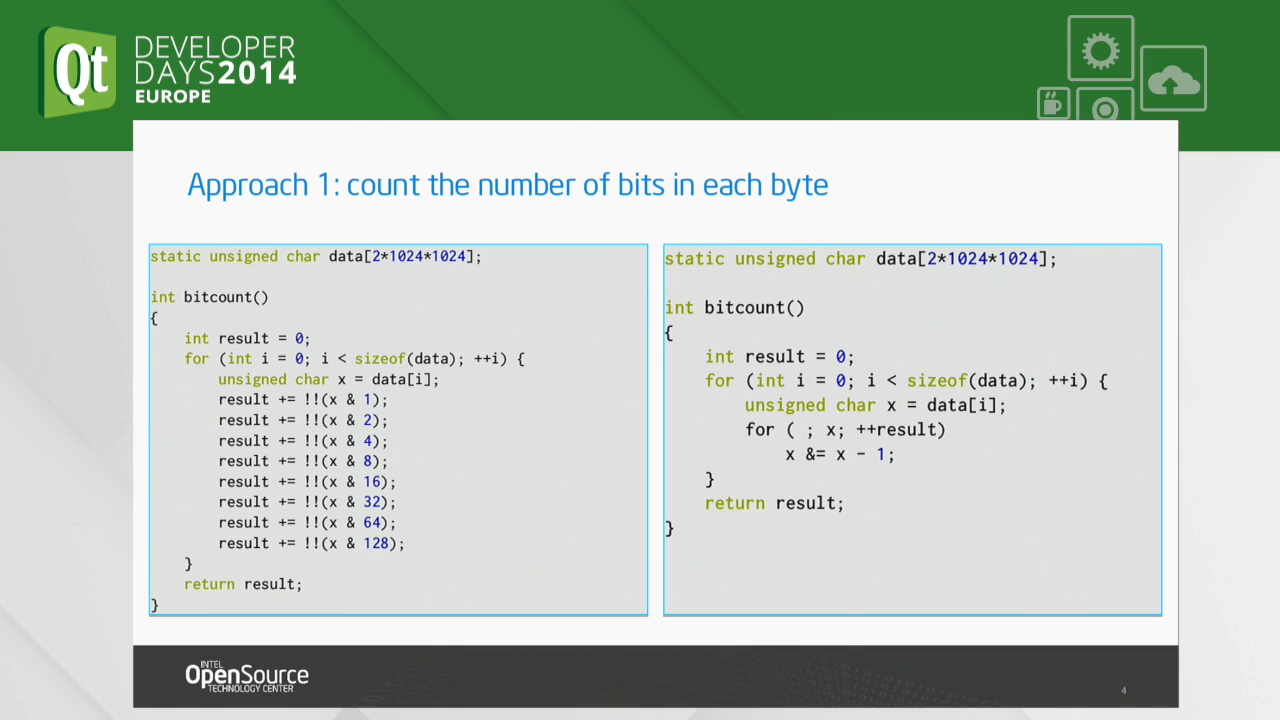 Qt
DEVELOPER
DAYS2014
EUROPE
Approach 1: count the number of bits in each byte
static unsigned char data[2*1024*1024];
int bitcount()
{
int result = 0;
for (int i = 0; i < sizeof(data); ++i) {
unsigned char x = data[i];
result += !!(x & 1);
result += !!(x & 2);
result += !!(x & 4);
result += !!(x & 8);
result += !!(x & 16);
result += !!(x & 32);
result += !!(x & 64);
result += !!(x & 128);
}
return result;
}
static unsigned char data[2*1024*1024];
int bitcount()
{
int result = 0;
for (int i = 0; i < sizeof(data); ++i) {
unsigned char x = data[i];
for ( ; x; ++result)
x &= x - 1;
}
return result;
}
INTEL
OpenSource
TECHNOLOGY CENTER
4